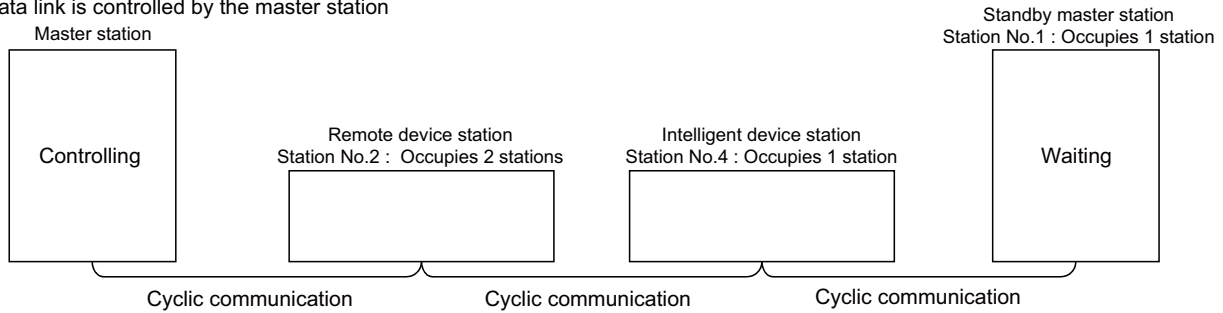 ata link is controlled by the master station
Master station
Controlling
Remote device station
Station No.2 : Occupies 2 stations
Intelligent device station
Station No.4 : Occupies 1 station
Standby master station
Station No.1 : Occupies 1 station
Waiting
Cyclic communication
Cyclic communication
Cyclic communication